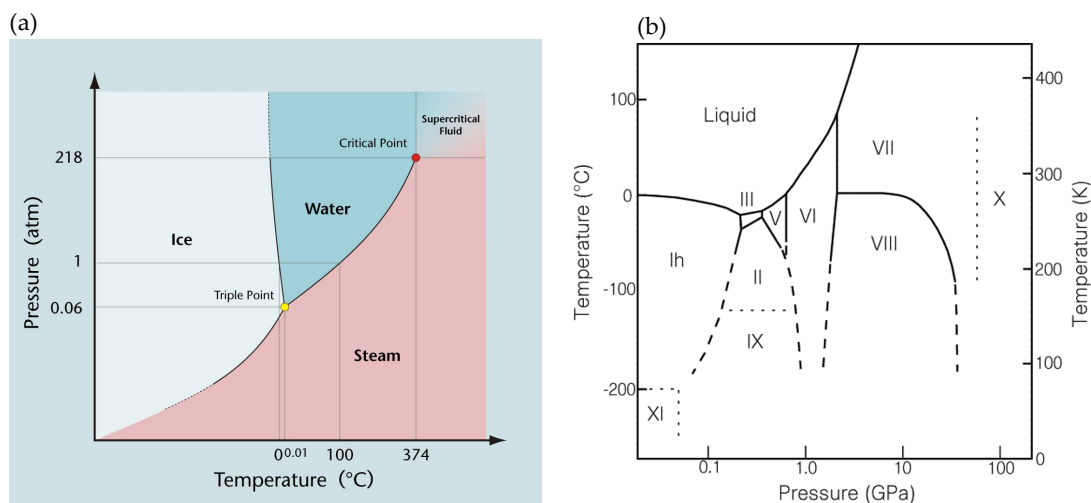 (a)
Pressure (atm)
218
1
0.06
Ice
Water
Steam
Supercritical
Fluid
Critical Point
Triple Point
0
0.01
100
374
Temperature (°C)
(b)
Temperature (°C)
100
0
-100
-200
Liquid
Ih
III
V
VI
II
IX
XI
VII
VIII
X
400
300
200
100
0
Temperature (K)
0.1
1.0
10
100
Pressure (GPa)